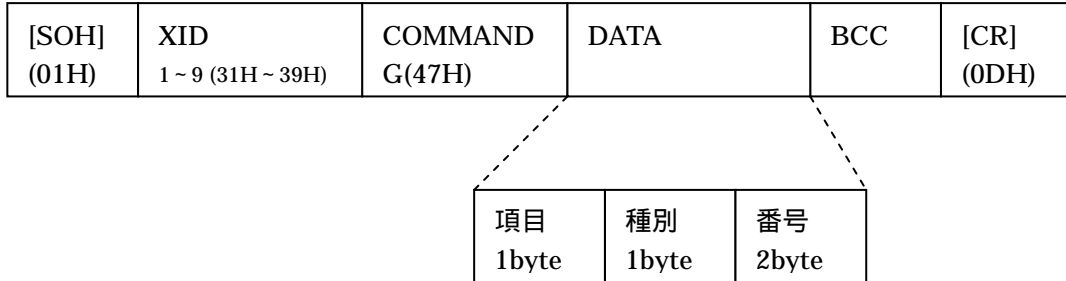 [SOH] XID COMMAND DATA BCC [CR]
(01H) 1~9 (31H~39H) G(47H) (0DH)
項目 種別 番号
1byte 1byte 2byte